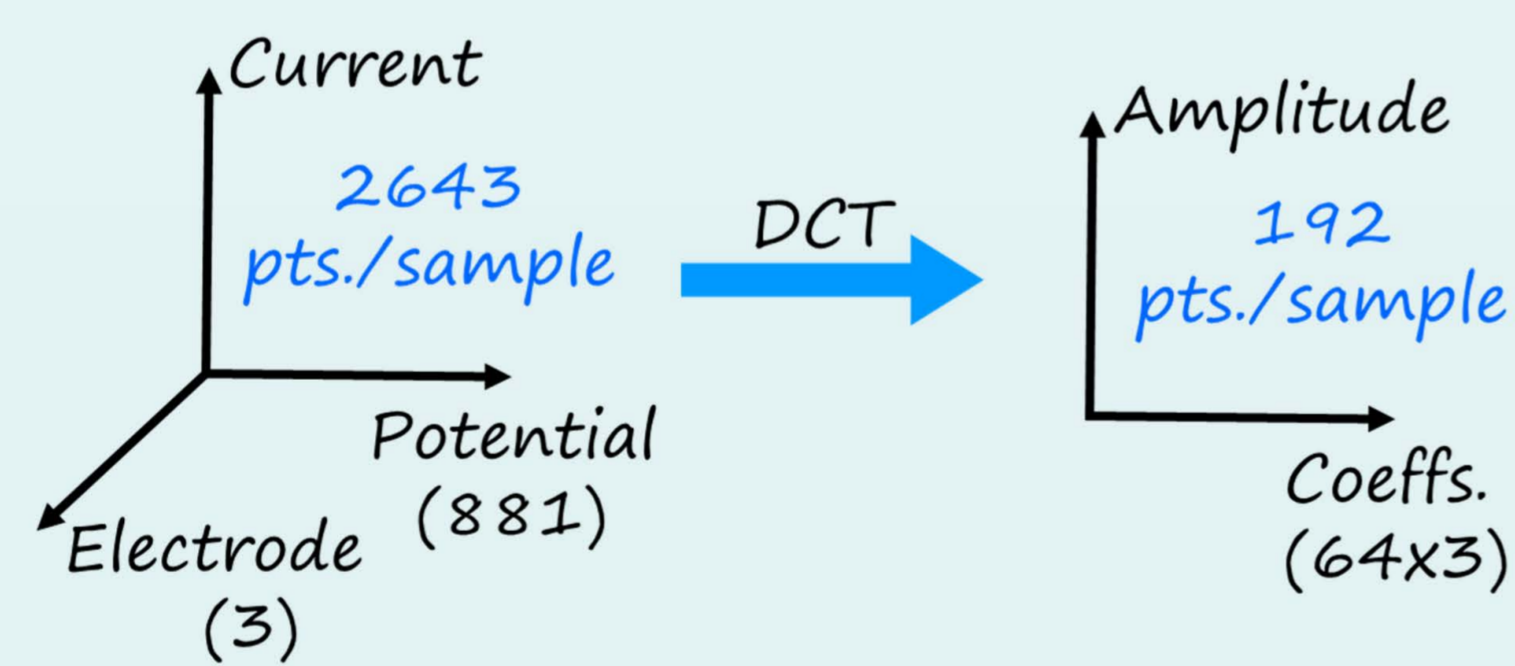 Current
2643
pts./sample
Potential
(881)
Electrode
(3)
DCT
Amplitude
192
pts./sample
Coeffs.
(64x3)